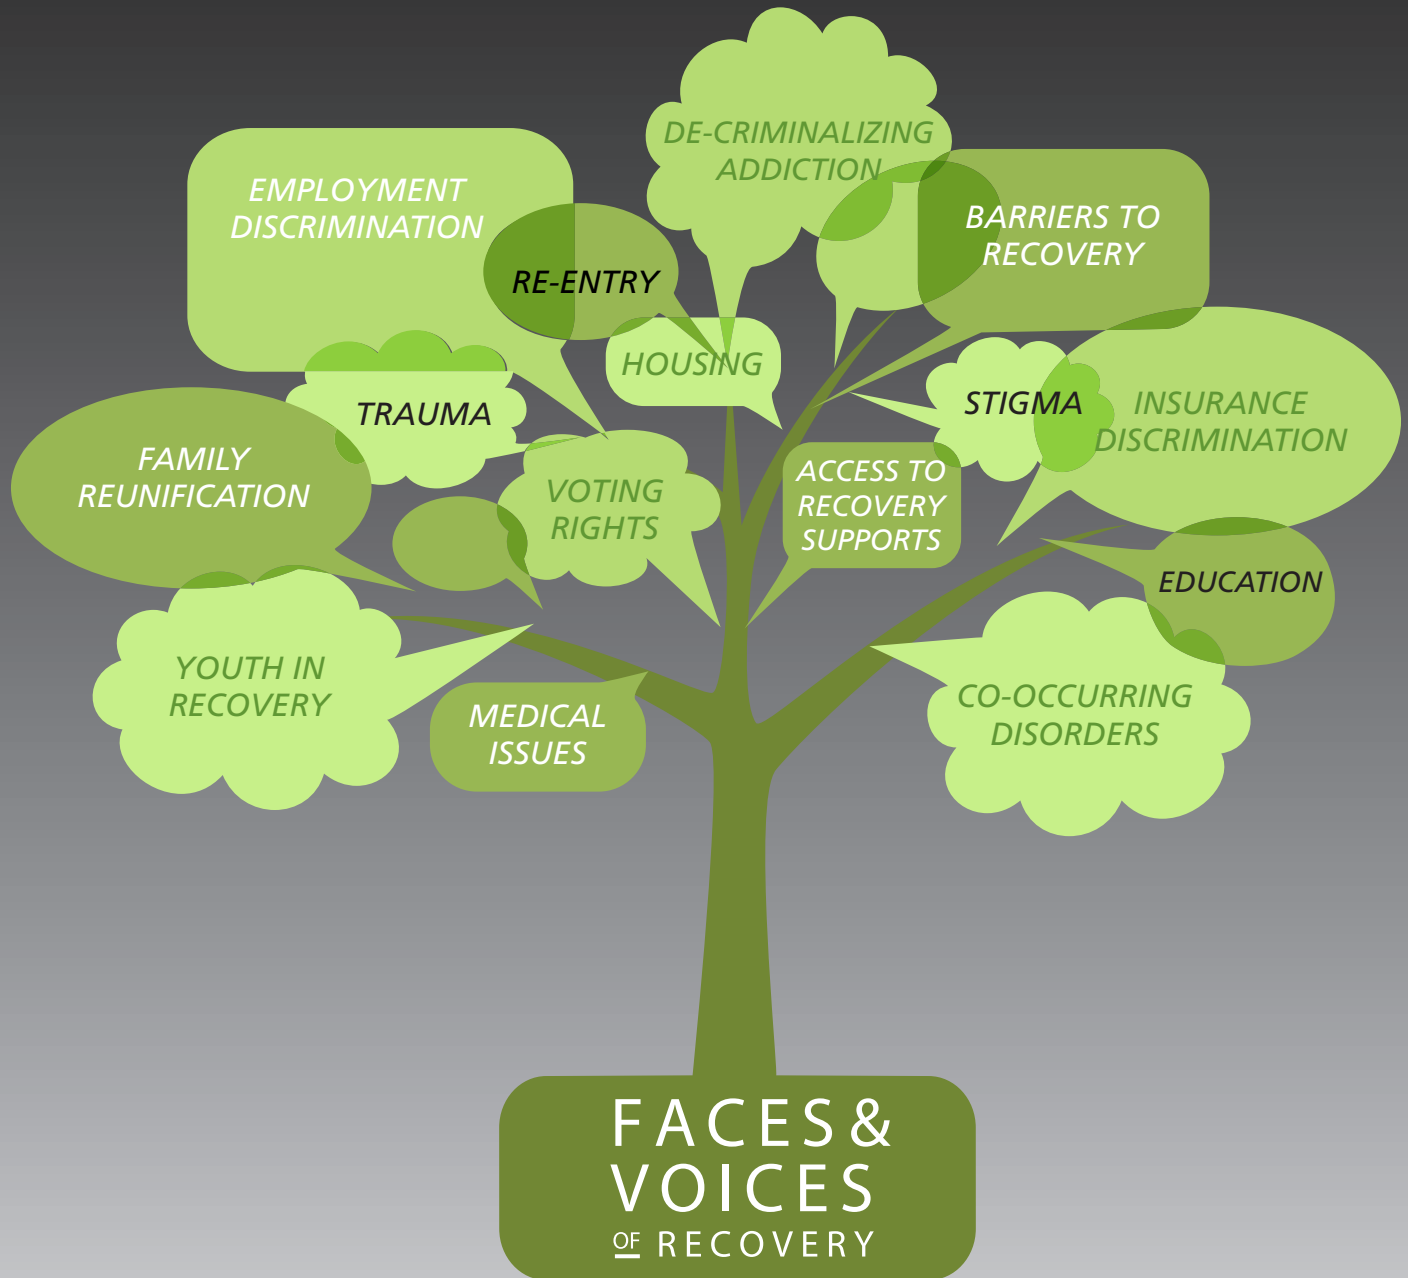 DE-CRIMINALIZING
ADDICTION
EMPLOYMENT
DISCRIMINATION
BARRIERS TO
RECOVERY
RE-ENTRY
HOUSING
TRAUMA
STIGMA
INSURANCE
DISCRIMINATION
FAMILY
REUNIFICATION
VOTING
RIGHTS
ACCESS TO
RECOVERY
SUPPORTS
EDUCATION
YOUTH IN
RECOVERY
MEDICAL
ISSUES
CO-OCCURRING
DISORDERS
FACES &
VOICES
OF RECOVERY